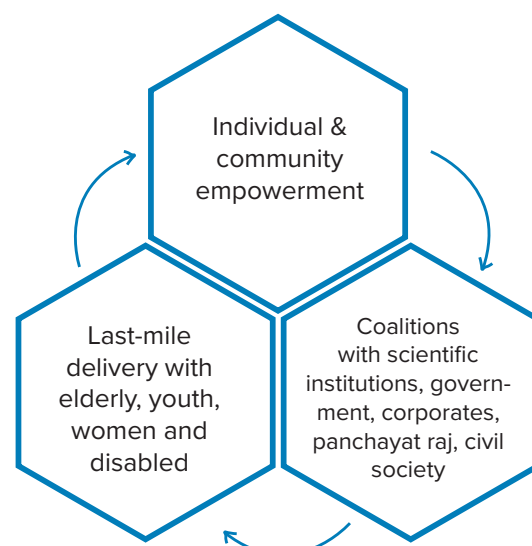 Individual &
community
empowerment
Last-mile
delivery with
elderly, youth,
women and
disabled
Coalitions
with scientific
institutions, govern-
ment, corporates,
panchayat raj, civil
society